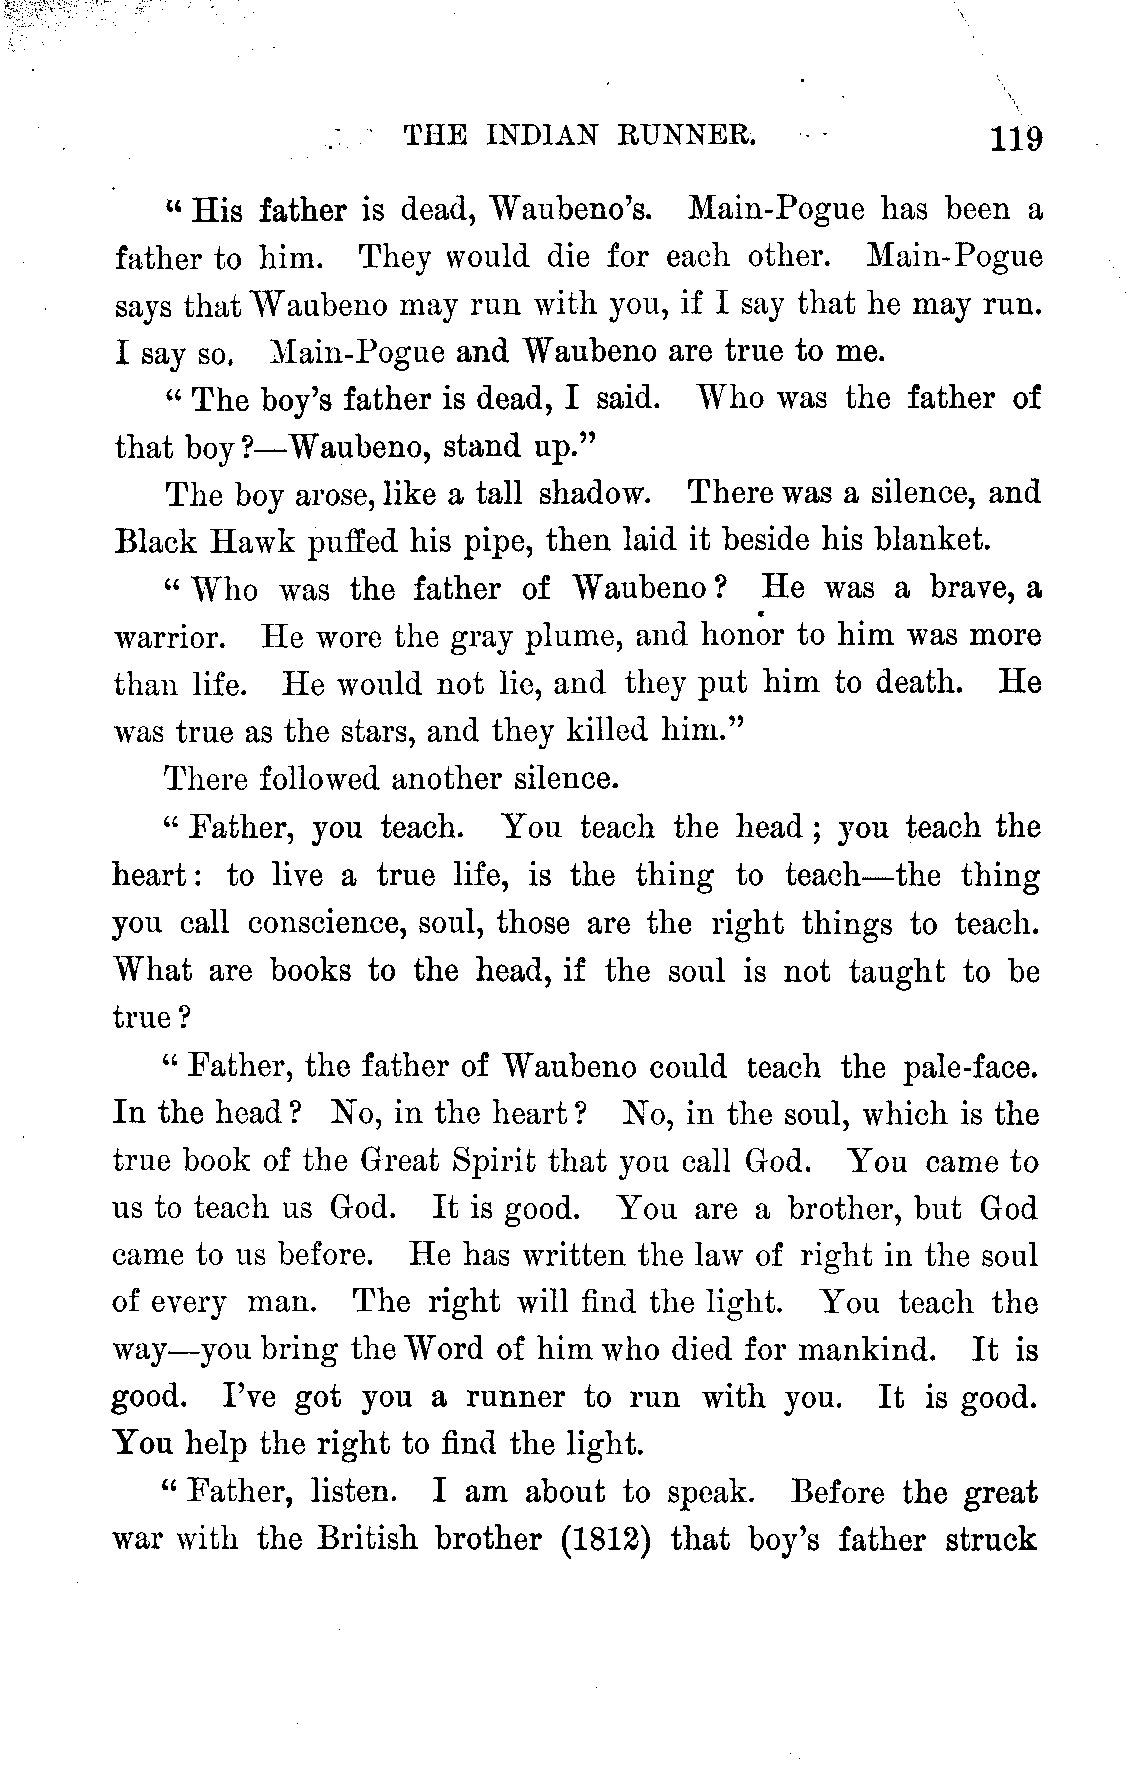 THE INDIAN RUNNER. 119
“ His father is dead, Waubeno’s. Main-Pogue has been a
father to him. They would die for each other. Main-Pogue
says that Waubeno may run with you, if I say that he may run.
I say so. Main-Pogue and Waubeno are true to me.
“ The boy’s father is dead, I said. Who was the father of
that boy ?—Waubeno, stand up.”
The boy arose, like a tall shadow. There was a silence, and
Black Hawk puffed his pipe, then laid it beside his blanket.
“ Who was the father of Waubeno ? He was a brave, a
warrior. He wore the gray plume, and honor to him was more
than life. He would not lie, and they put him to death. He
was true as the stars, and they killed him.”
There followed another silence.
“ Father, you teach. You teach the head ; you teach the
heart : to live a true life, is the thing to teach—the thing
you call conscience, soul, those are the right things to teach.
What are books to the head, if the soul is not taught to be
true ?
“ Father, the father of Waubeno could teach the pale-face.
In the head ? No, in the heart ? No, in the soul, which is the
true book of the Great Spirit that you call God. You came to
us to teach us God. It is good. You are a brother, but God
came to us before. He has written the law of right in the soul
of every man. The right will find the light. You teach the
way—you bring the Word of him who died for mankind. It is
good. I’ve got you a runner to run with you. It is good.
You help the right to find the light.
“ Father, listen. I am about to speak. Before the great
war with the British brother (1812) that boy’s father struck